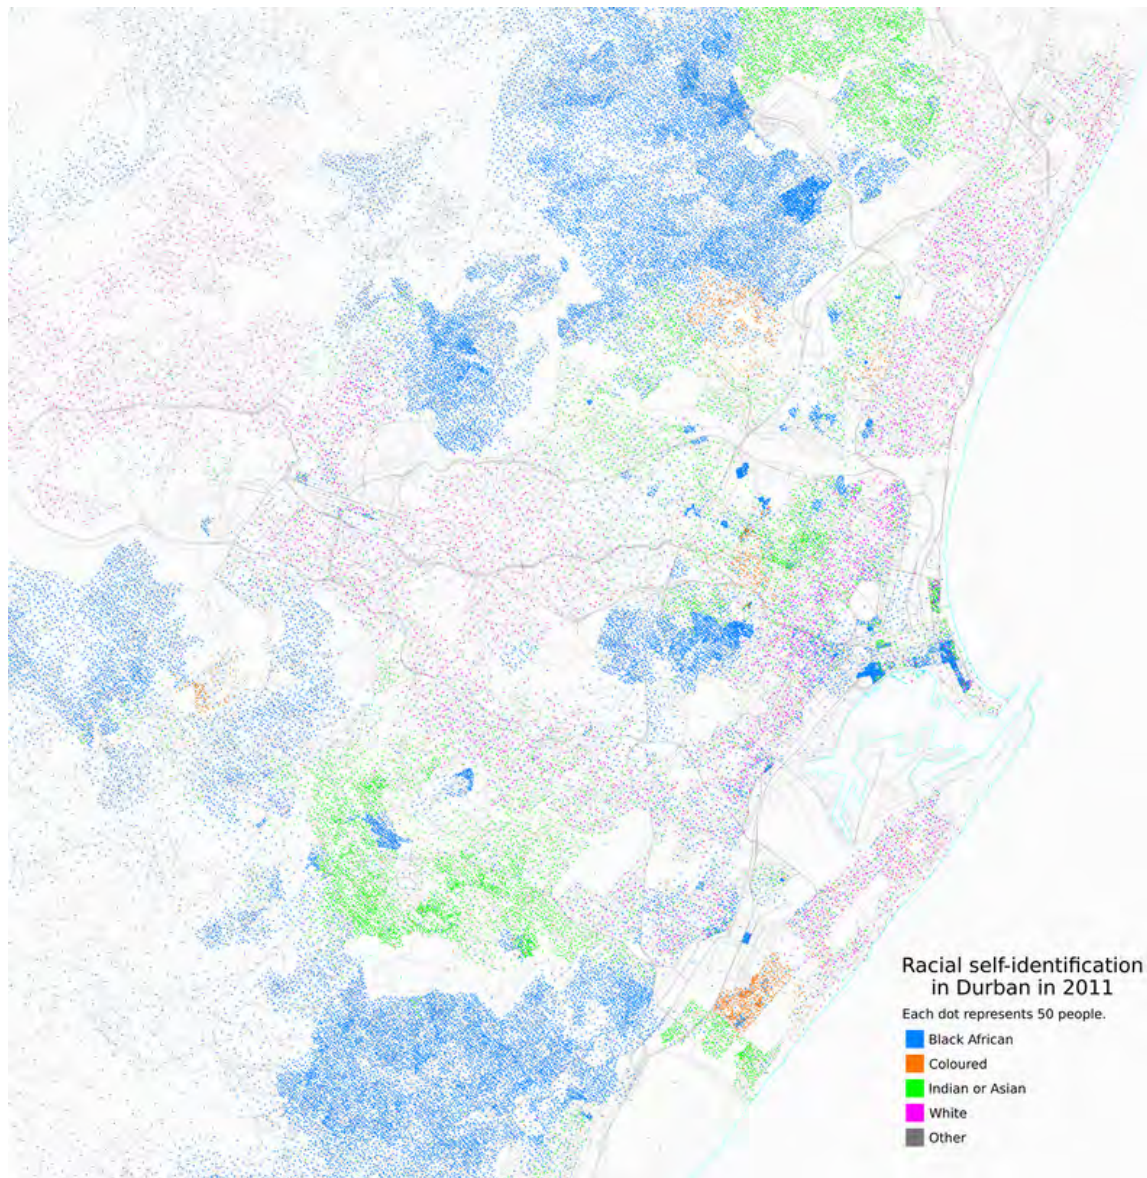 Racial self-identification
in Durban in 2011
Each dot represents 50 people.
Black African
Coloured
Indian or Asian
White
Other